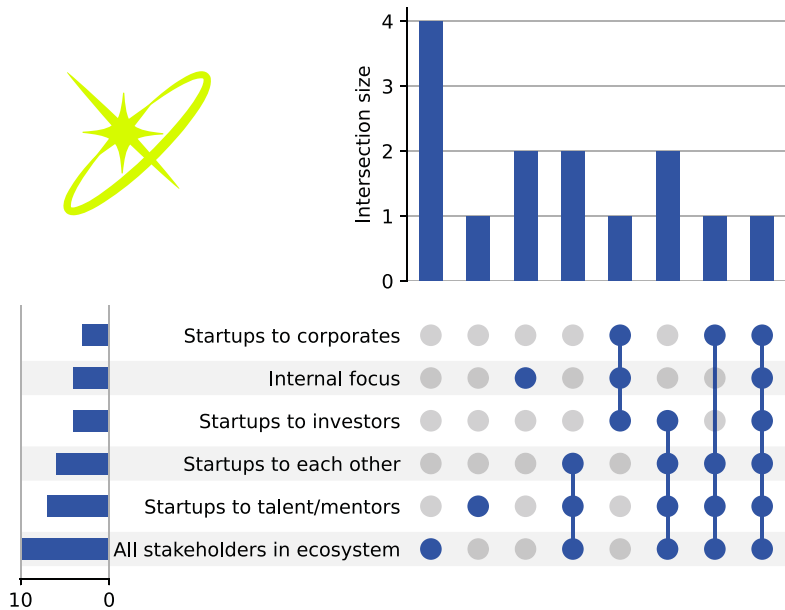 4
3
2
1
0
Intersection size
Startups to corporates
Internal focus
Startups to investors
Startups to each other
Startups to talent/mentors
All stakeholders in ecosystem
10 0